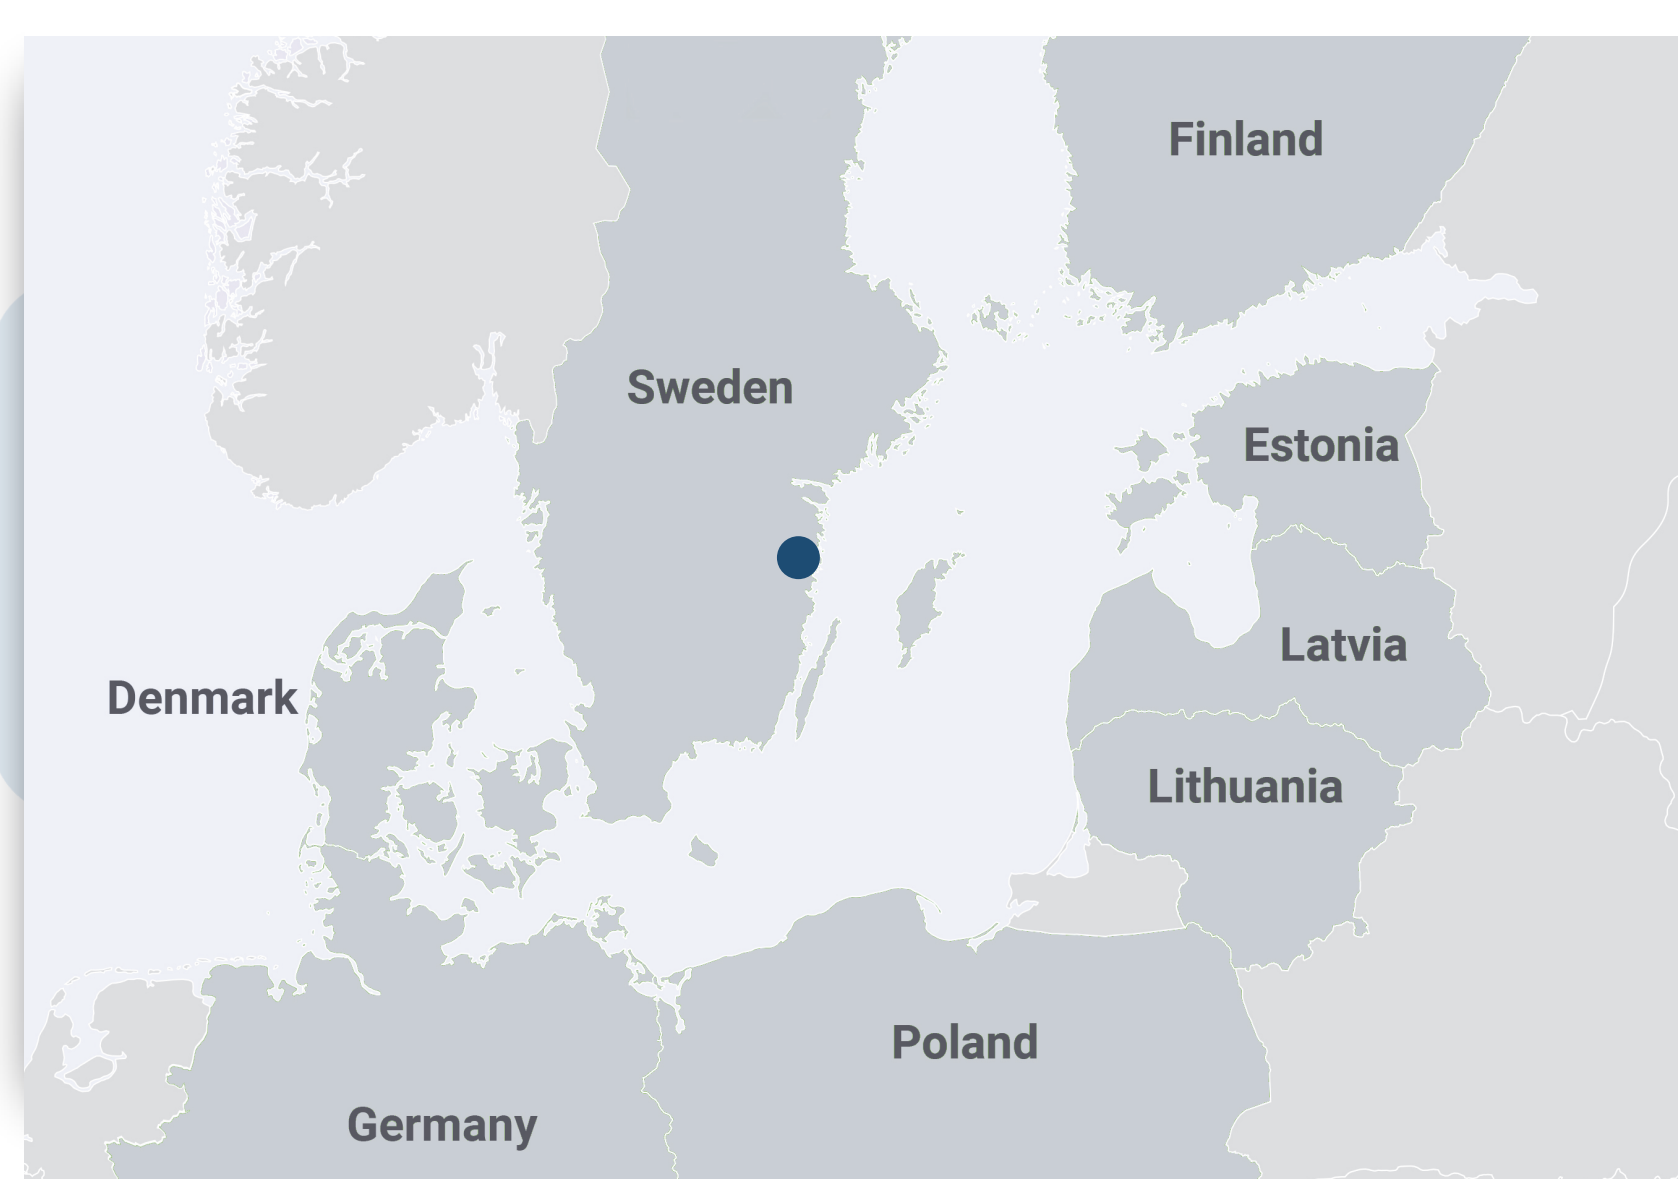 Finland
Sweden
Estonia
Latvia
Denmark
Lithuania
Poland
Germany